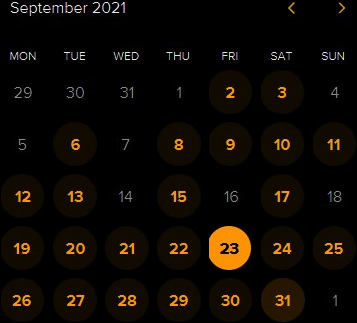 September 2021
MON TUE WED THU FRI SAT SUN
29 30 31 1 2 3 4
5 6 7 8 9 10 11
12 13 14 15 16 17 18
19 20 21 22 23 24 25
26 27 28 29 30 31 1